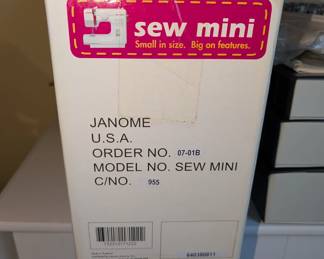 sew mini
Small in size. Big on features.
JANOME
U.S.A.
ORDER NO. 07-01B
MODEL NO. SEW MINI
C/NO. 955